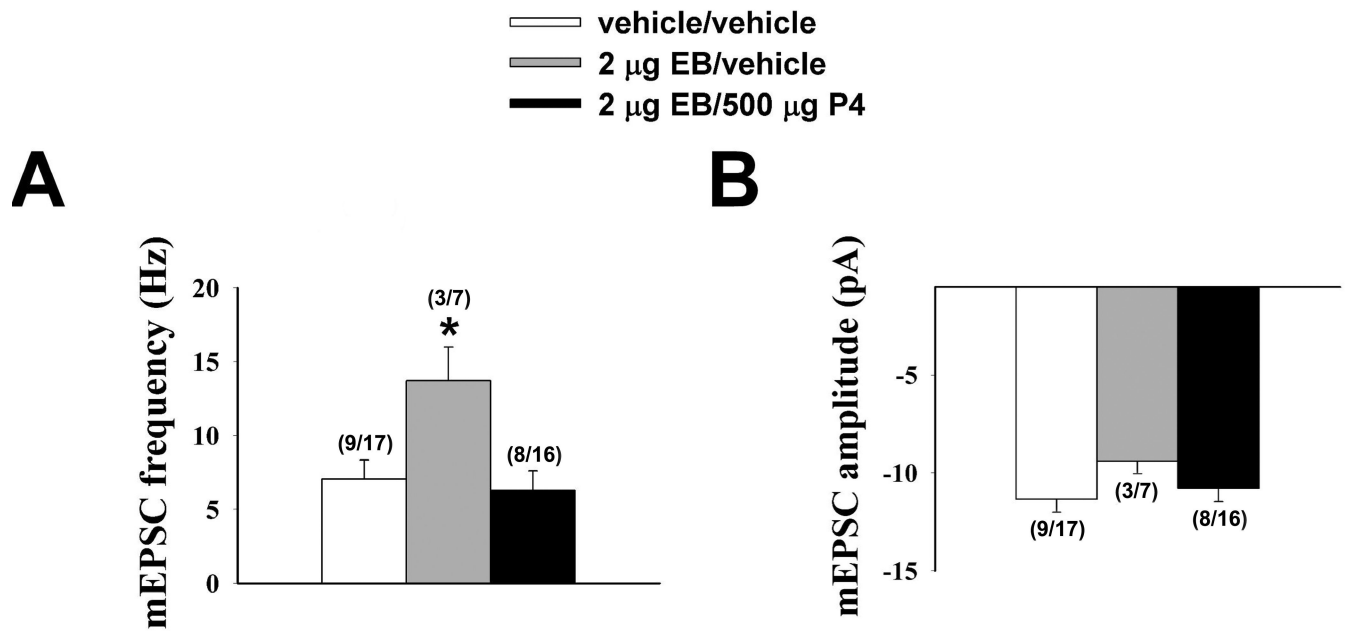 vehicle/vehicle
2 μg EB/vehicle
2 μg EB/500 μg P4
A
B
mEPSC frequency (Hz)
20
15
10
5
0
(9/17)
(3/7)
*
(8/16)
mEPSC amplitude (pA)
-5
-10
-15
(9/17)
(3/7)
(8/16)